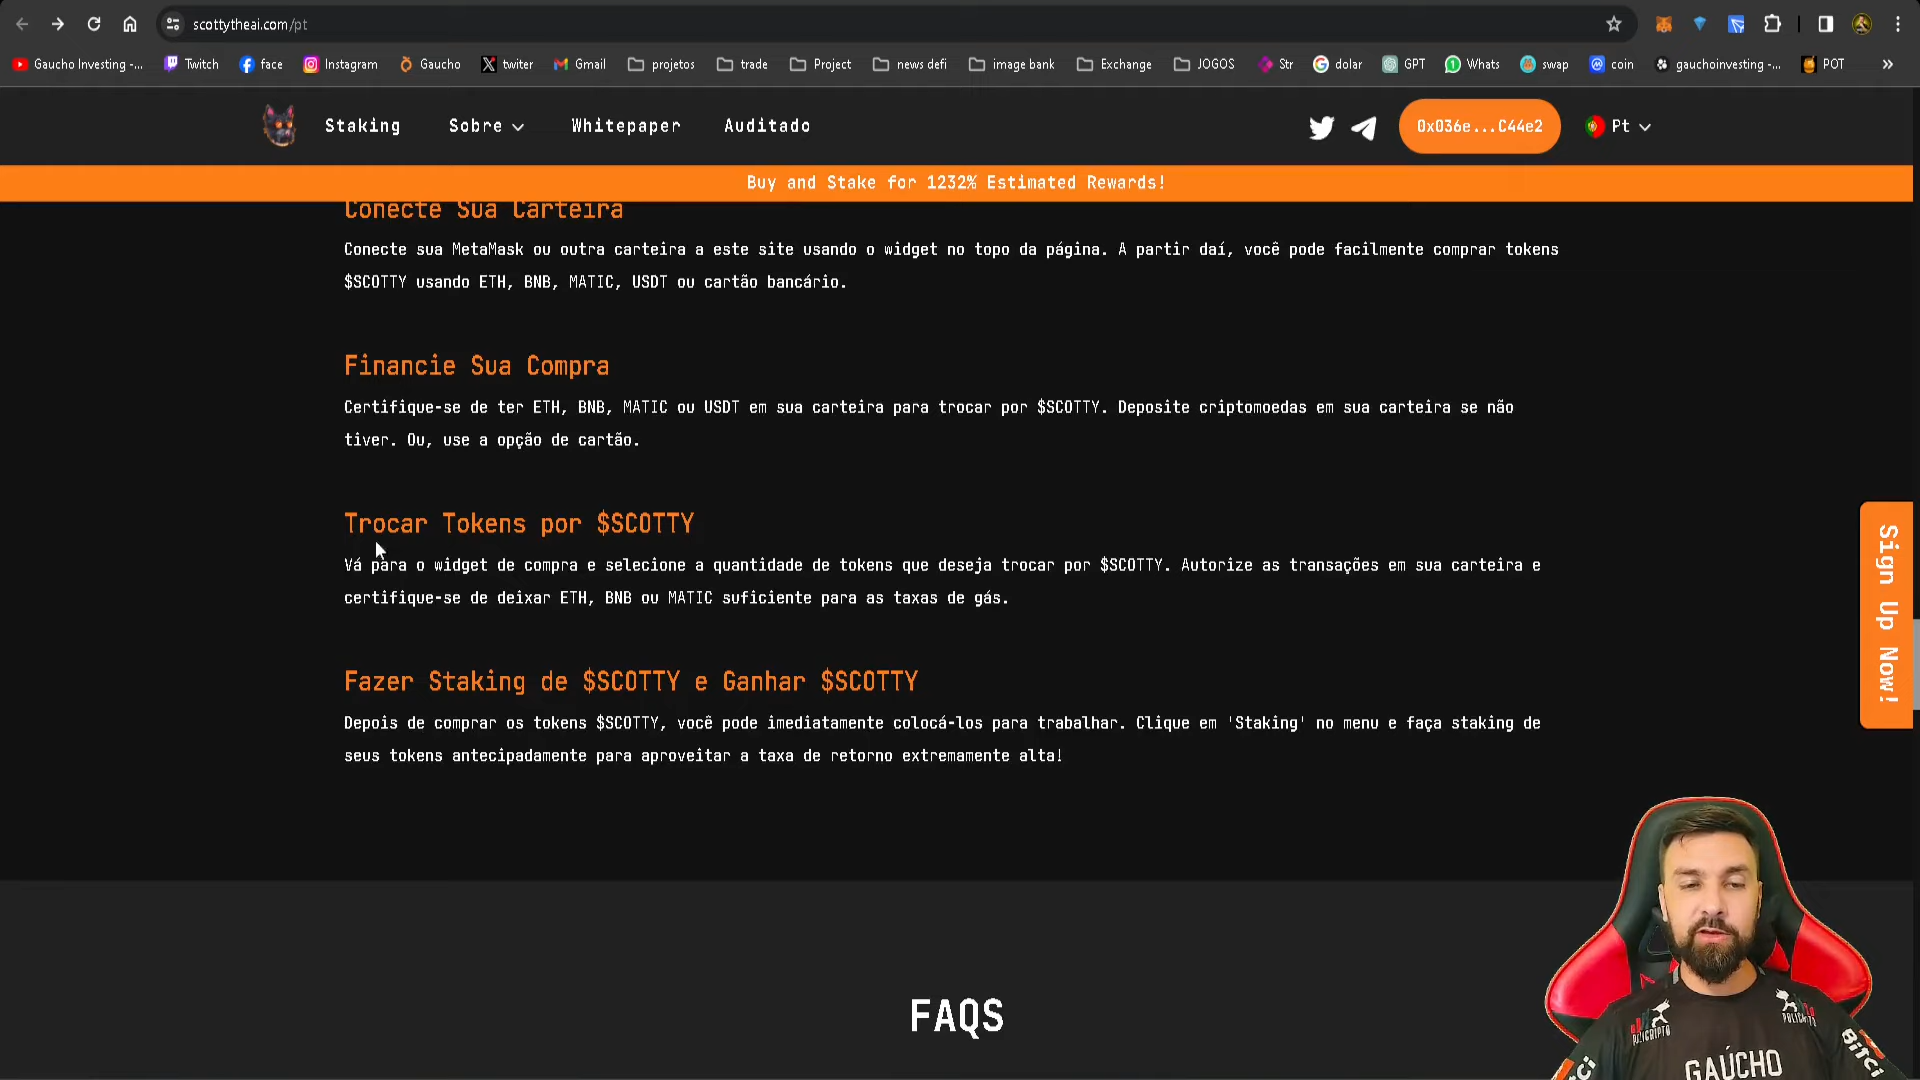 scottytheai.com/pt
Gaucho Investing -... Twitch face Instagram Gaucho twiter Gmail projetos trade Project news defi image bank Exchange JOGOS Str dolar GPT Whats swap coin gauchoinvesting -... POT »
Staking Sobre Whitepaper Auditado 0x036e...C44e2 Pt
Buy and Stake for 1232% Estimated Rewards!
Conecte Sua Carteira
Conecte sua MetaMask ou outra carteira a este site usando o widget no topo da página. A partir daí, você pode facilmente comprar tokens
$SCOTTY usando ETH, BNB, MATIC, USDT ou cartão bancário.
Financie Sua Compra
Certifique-se de ter ETH, BNB, MATIC ou USDT em sua carteira para trocar por $SCOTTY. Deposite criptomoedas em sua carteira se não
tiver. Ou, use a opção de cartão.
Trocar Tokens por $SCOTTY
Vá para o widget de compra e selecione a quantidade de tokens que deseja trocar por $SCOTTY. Autorize as transações em sua carteira e
certifique-se de deixar ETH, BNB ou MATIC suficiente para as taxas de gás.
Sign Up Now!
Fazer Staking de $SCOTTY e Ganhar $SCOTTY
Depois de comprar os tokens $SCOTTY, você pode imediatamente colocá-los para trabalhar. Clique em 'Staking' no menu e faça staking de
seus tokens antecipadamente para aproveitar a taxa de retorno extremamente alta!
FAQS
GAÚCHO
Bitci